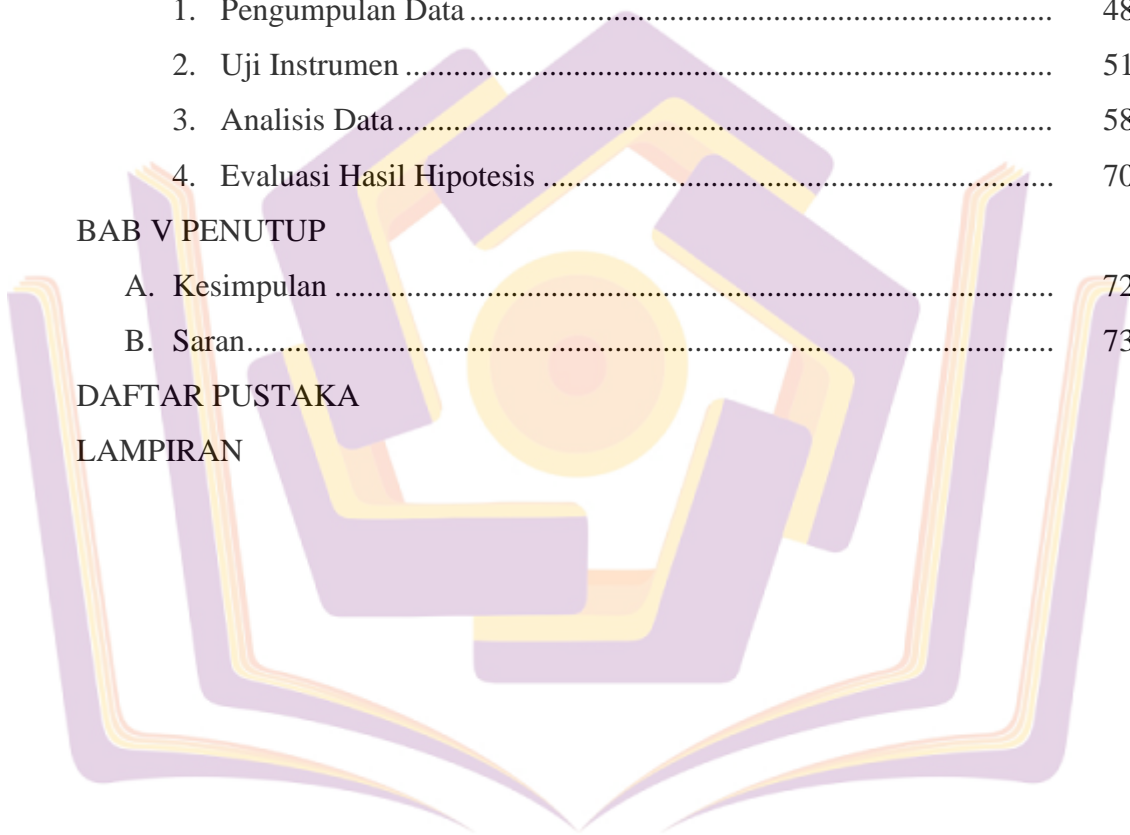 1. Pengumpulan Data ........................................................................ 48
2. Uji Instrumen ................................................................................ 51
3. Analisis Data ................................................................................. 58
4. Evaluasi Hasil Hipotesis ............................................................... 70
BAB V PENUTUP
A. Kesimpulan .......................................................................................... 72
B. Saran ..................................................................................................... 73
DAFTAR PUSTAKA
LAMPIRAN